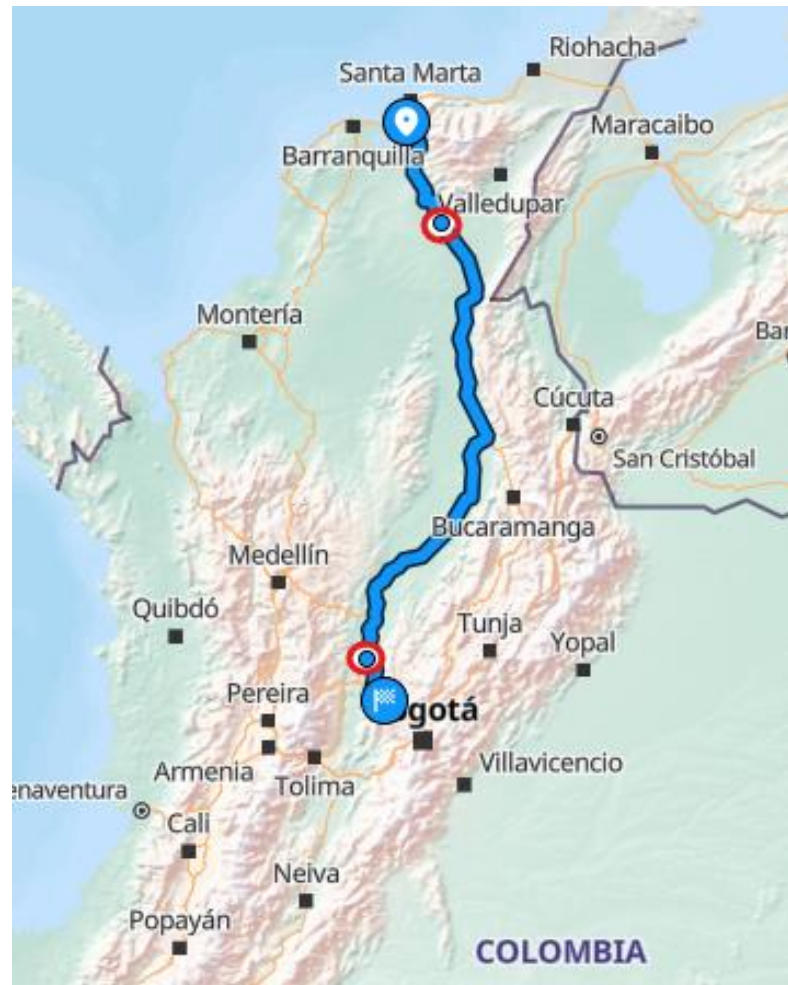 Riohacha
Santa Marta
Maracaibo
Barranquilla
Valledupar
Montería
Cúcuta
San Cristóbal
Bucaramanga
Medellín
Quibdó
Tunja
Yopal
Pereira
gotá
Villavicencio
Armenia
Tolima
enaventura
Cali
Neiva
Popayán
COLOMBIA